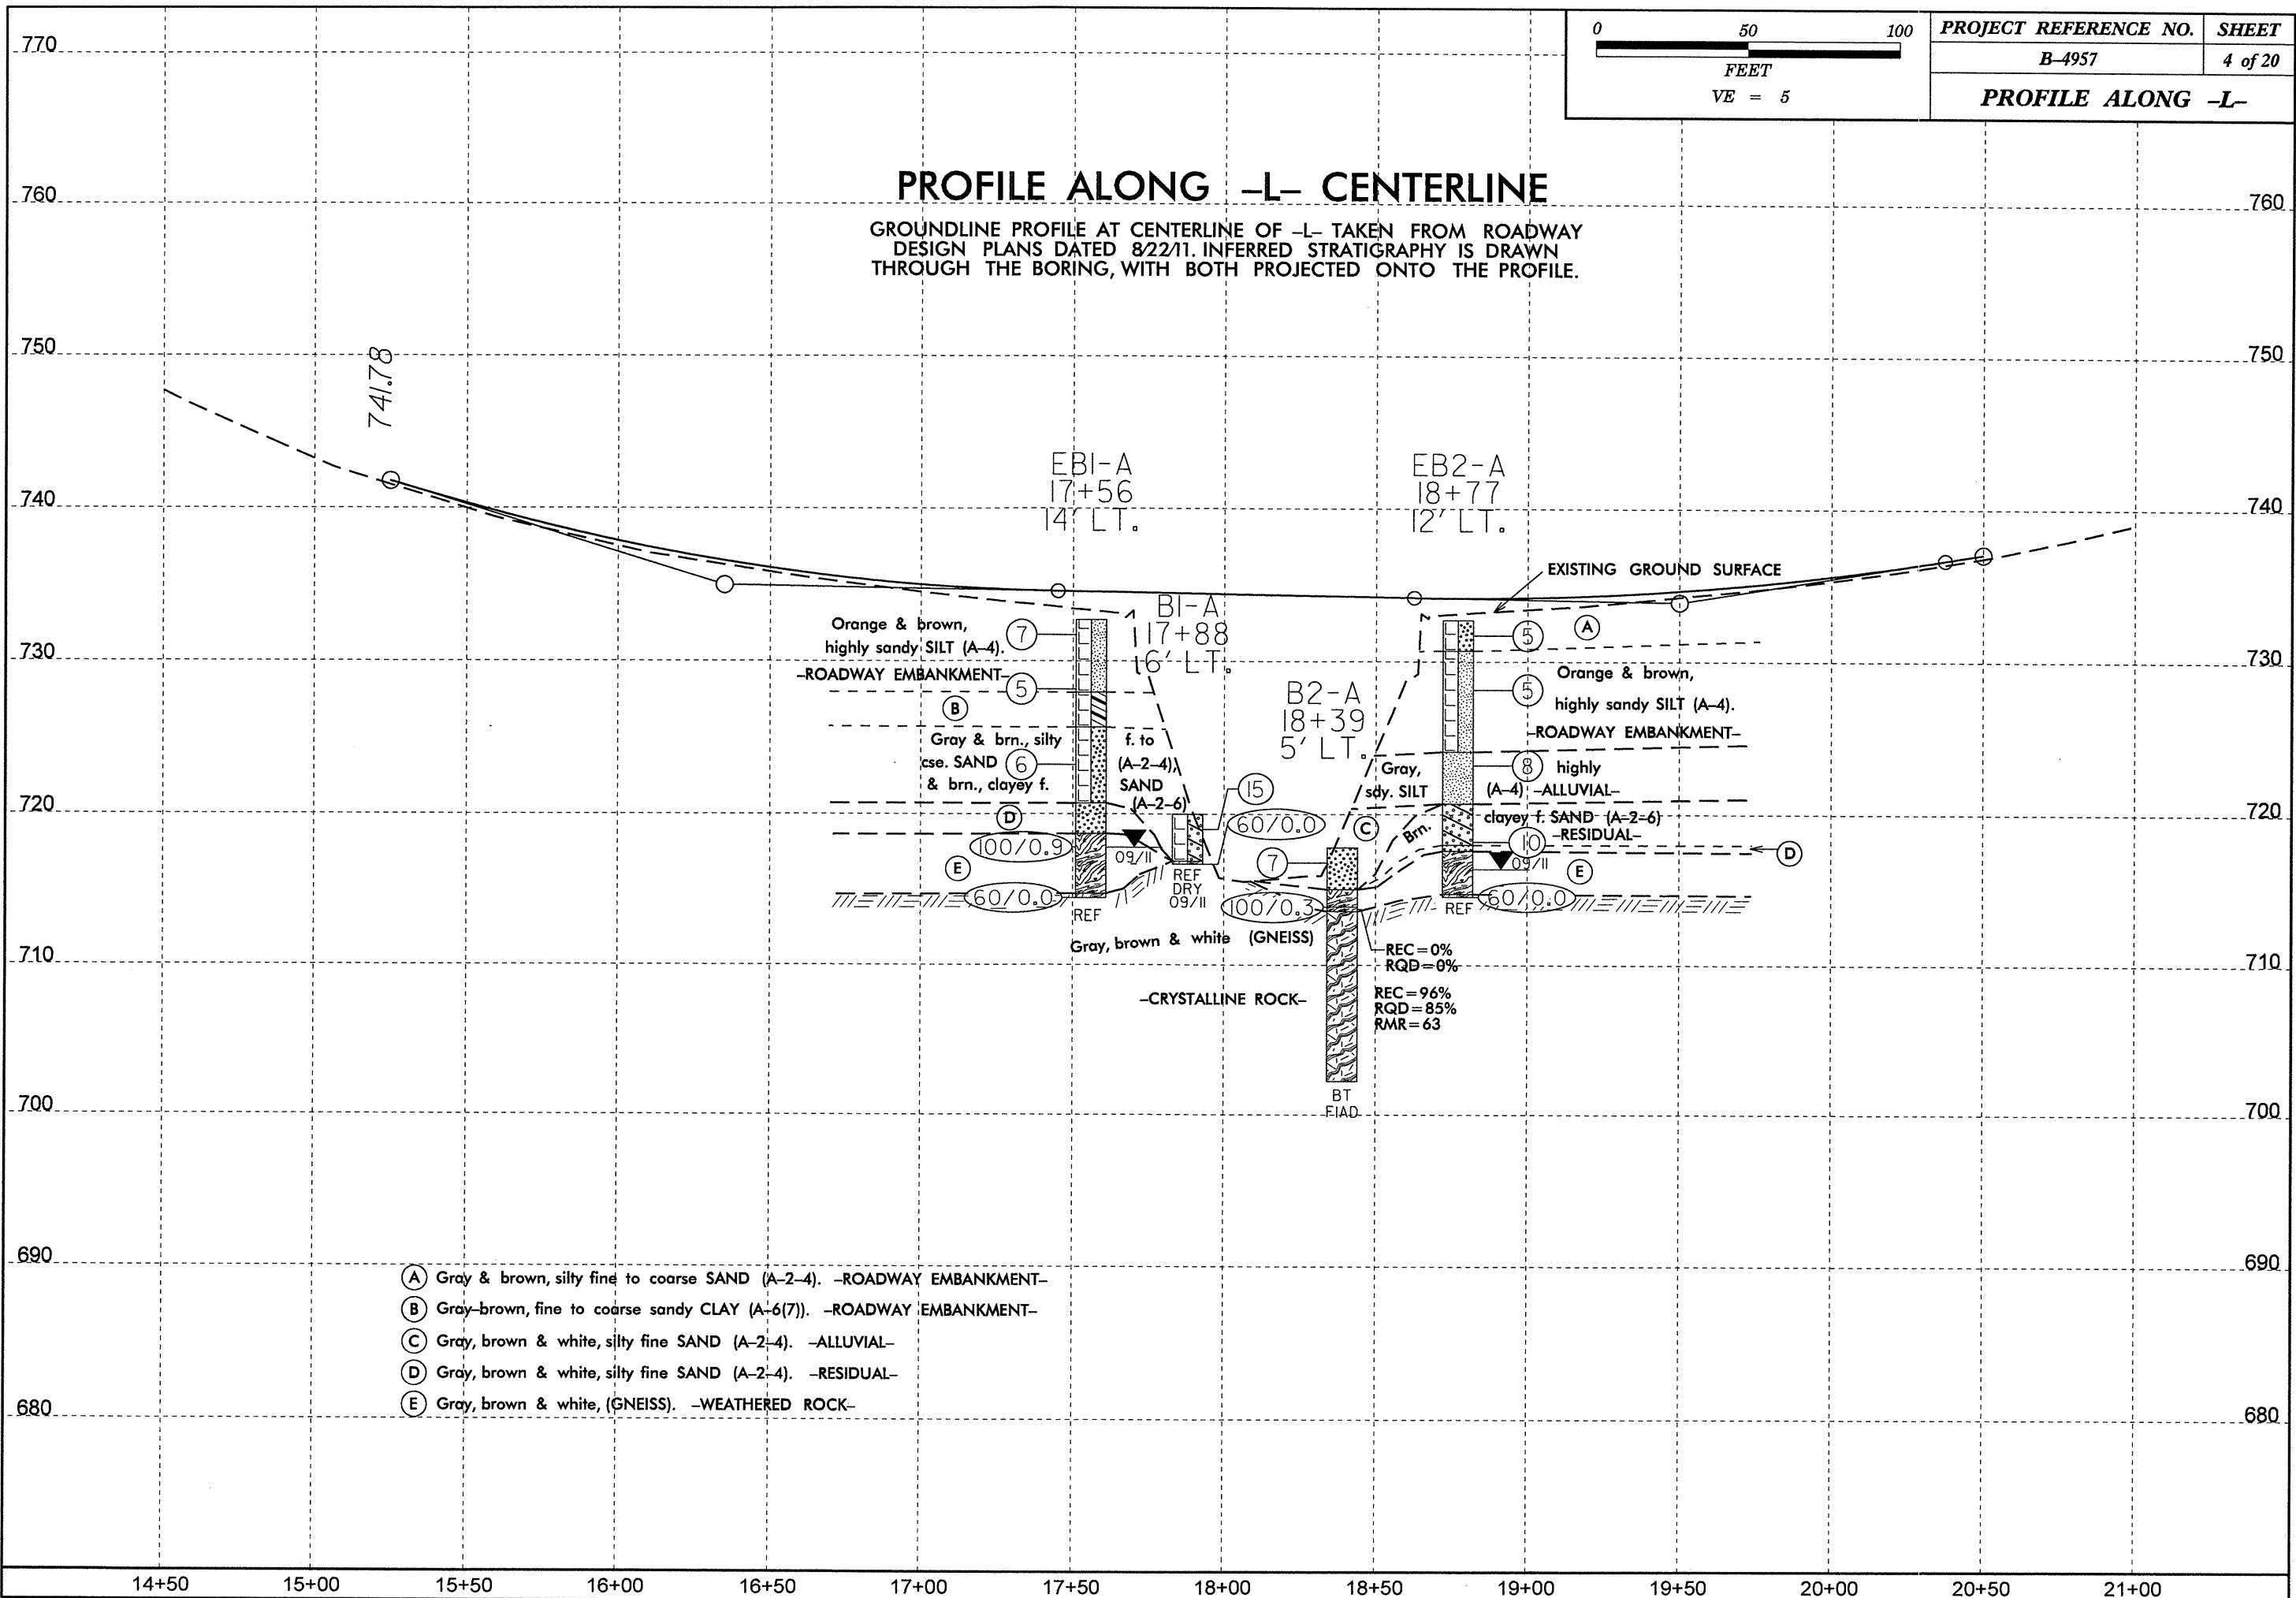 0 50 100
FEET
VE = 5
PROJECT REFERENCE NO. SHEET
B-4957 4 of 20
PROFILE ALONG -L-
770
760 760
PROFILE ALONG -L- CENTERLINE
GROUNDLINE PROFILE AT CENTERLINE OF -L- TAKEN FROM ROADWAY
DESIGN PLANS DATED 8/22/11. INFERRED STRATIGRAPHY IS DRAWN
THROUGH THE BORING, WITH BOTH PROJECTED ONTO THE PROFILE.
750 750
741.78
740 740
EB1-A
17+56
14' LT.
EB2-A
18+77
12' LT.
EXISTING GROUND SURFACE
B1-A
17+88
6' LT.
B2-A
18+39
5' LT.
730 730
Orange & brown,
highly sandy SILT (A-4).
-ROADWAY EMBANKMENT-
7
5
B
Gray & brn., silty f. to
cse. SAND 6 (A-2-4),
& brn., clayey f. SAND
(A-2-6)
5
A
5
Orange & brown,
highly sandy SILT (A-4).
-ROADWAY EMBANKMENT-
Gray, 8 highly
sdy. SILT (A-4) -ALLUVIAL-
720 720
D
15
60/0.0
C
Brn. clayey f. SAND (A-2-6)
-RESIDUAL-
10
D
100/0.9
09/11
E
REF
DRY
09/11
7
09/11
E
60/0.0
REF
100/0.3
REF
60/0.0
Gray, brown & white (GNEISS)
REC=0%
RQD=0%
710 710
-CRYSTALLINE ROCK-
REC=96%
RQD=85%
RMR=63
BT
FIAD
700 700
690 690
A Gray & brown, silty fine to coarse SAND (A-2-4). -ROADWAY EMBANKMENT-
B Gray-brown, fine to coarse sandy CLAY (A-6(7)). -ROADWAY EMBANKMENT-
C Gray, brown & white, silty fine SAND (A-2-4). -ALLUVIAL-
D Gray, brown & white, silty fine SAND (A-2-4). -RESIDUAL-
E Gray, brown & white, (GNEISS). -WEATHERED ROCK-
680 680
14+50 15+00 15+50 16+00 16+50 17+00 17+50 18+00 18+50 19+00 19+50 20+00 20+50 21+00